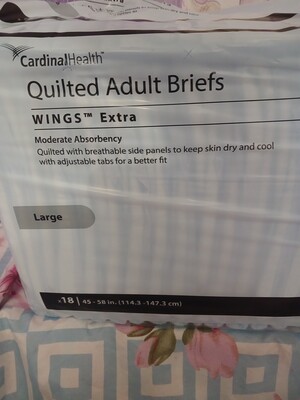 CardinalHealth™
Quilted Adult Briefs
WINGS™ Extra
Moderate Absorbency
Quilted with breathable side panels to keep skin dry and cool
with adjustable tabs for a better fit
Large
18 | 45 - 58 in. (114.3 -147.3 cm)